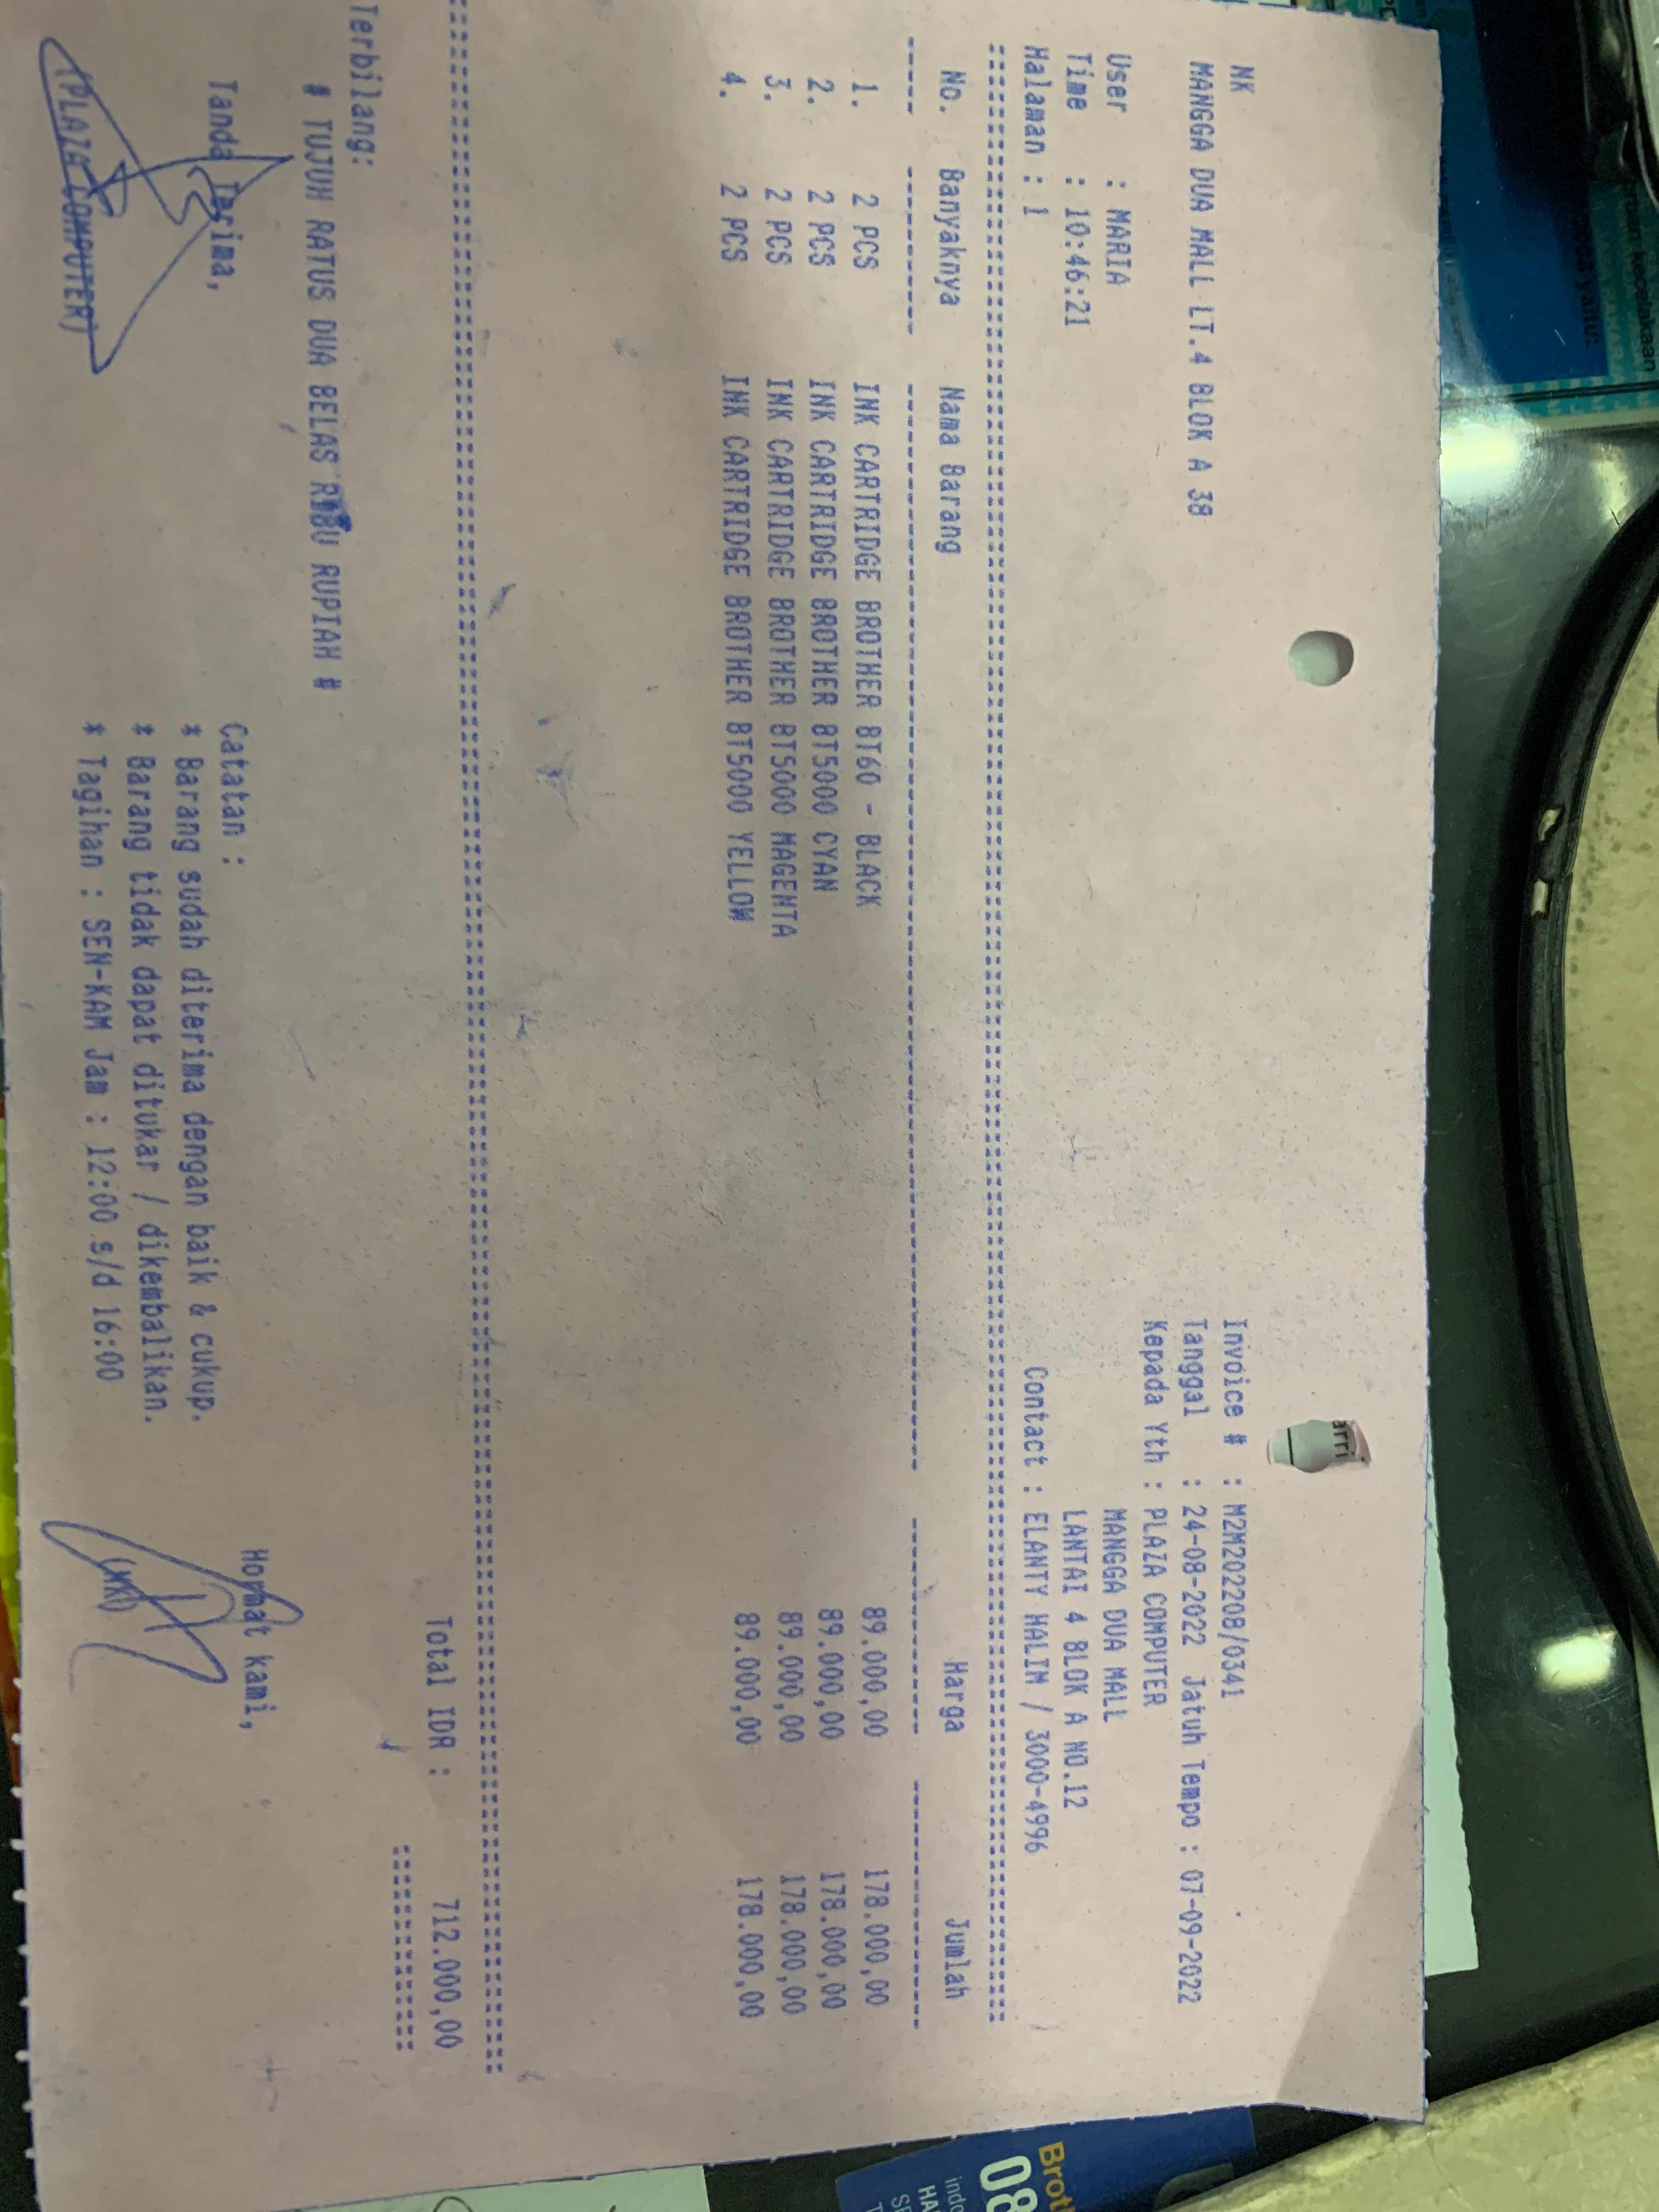 NK
MANGGA DUA MALL LT.4 BLOK A 38
Invoice # : M2M202208/0341
Tanggal : 24-08-2022 Jatuh Tempo : 07-09-2022
Kepada Yth : PLAZA COMPUTER
User : MARIA
MANGGA DUA MALL
Time : 10:46:21
LANTAI 4 BLOK A NO.12
Halaman : 1
Contact : ELANTY HALIM / 3000-4996
No. Banyaknya Nama Barang Harga Jumlah
1. 2 PCS INK CARTRIDGE BROTHER BT60 - BLACK 89.000,00 178.000,00
2. 2 PCS INK CARTRIDGE BROTHER BT5000 CYAN 89.000,00 178.000,00
3. 2 PCS INK CARTRIDGE BROTHER BT5000 MAGENTA 89.000,00 178.000,00
4. 2 PCS INK CARTRIDGE BROTHER BT5000 YELLOW 89.000,00 178.000,00
Total IDR : 712.000,00
Terbilang:
# TUJUH RATUS DUA BELAS RIBU RUPIAH #
Tanda Terima,
Hormat kami,
(PLAZA COMPUTER)
(NK)
Catatan :
* Barang sudah diterima dengan baik & cukup.
* Barang tidak dapat ditukar / dikembalikan.
* Tagihan : SEN-KAM Jam : 12:00 s/d 16:00
arri
kecelakaan
Brot
08
indo
HA